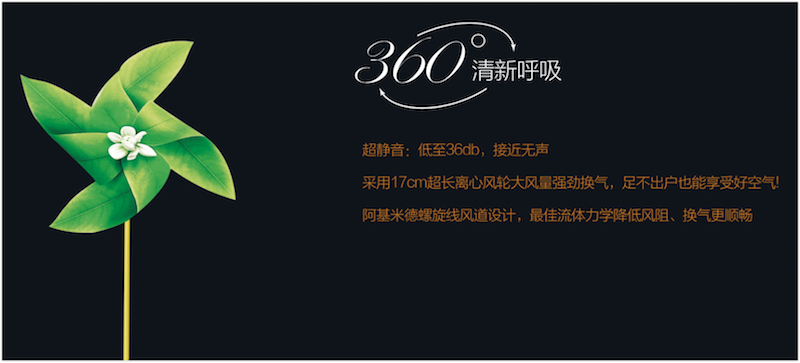 360°清新呼吸
超静音：低至36db，接近无声
采用17cm超长离心风轮大风量强劲换气，足不出户也能享受好空气!
阿基米德螺旋线风道设计，最佳流体力学降低风阻、换气更顺畅